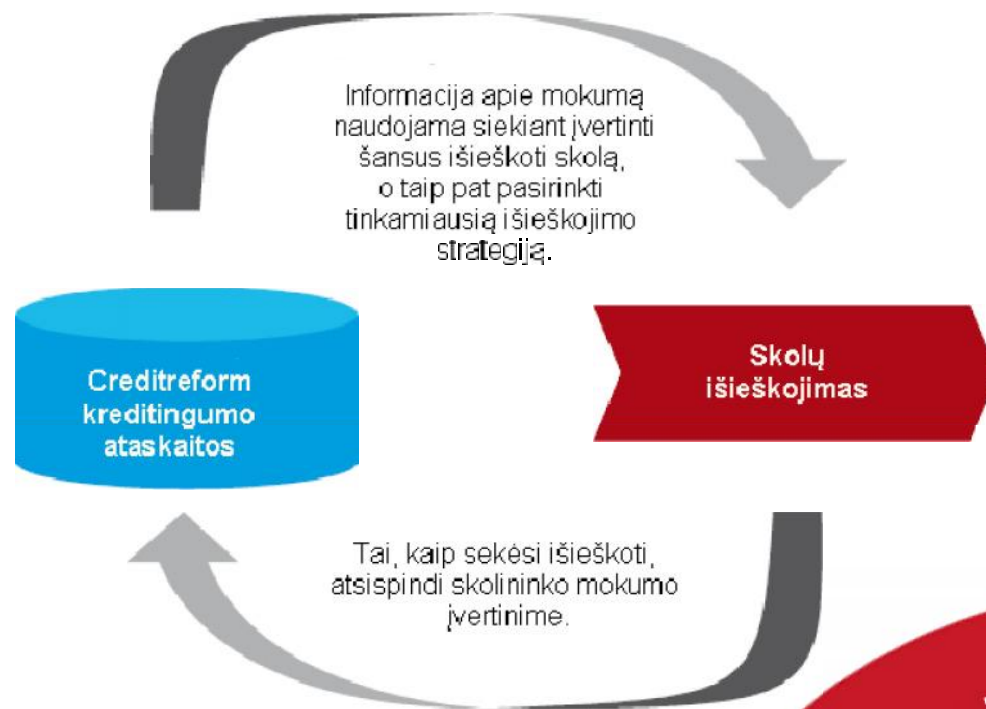 Informacija apie mokumą
naudojama siekiant įvertinti
šansus išieškoti skolą,
o taip pat pasirinkti
tinkamiausią išieškojimo
strategiją.
Creditreform
kreditingumo
ataskaitos
Skolų
išieškojimas
Tai, kaip sekėsi išieškoti,
atsispindi skolininko mokumo
įvertinime.